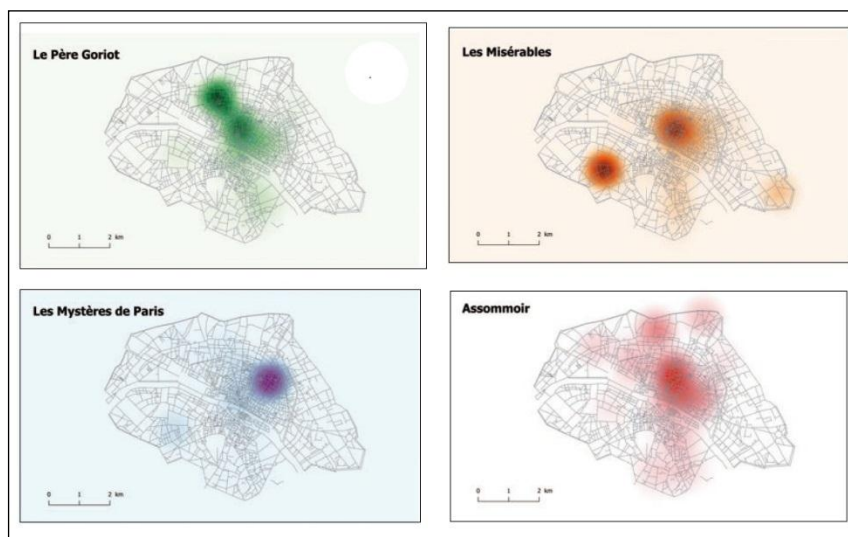 Le Père Goriot
0 1 2 km
Les Misérables
0 1 2 km
Les Mystères de Paris
0 1 2 km
Assommoir
0 1 2 km